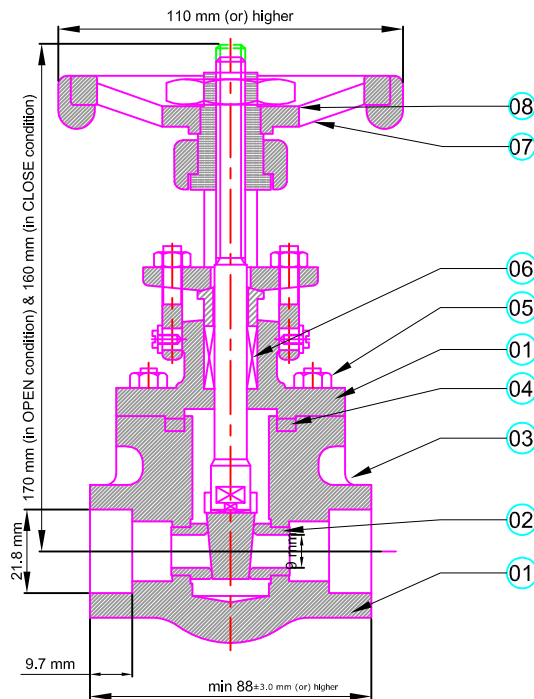 110 mm (or) higher
170 mm (in OPEN condition) & 160 mm (in CLOSE condition)
08
07
06
05
01
04
03
02
01
21.8 mm
9 mm
9.7 mm
min 88±3.0 mm (or) higher